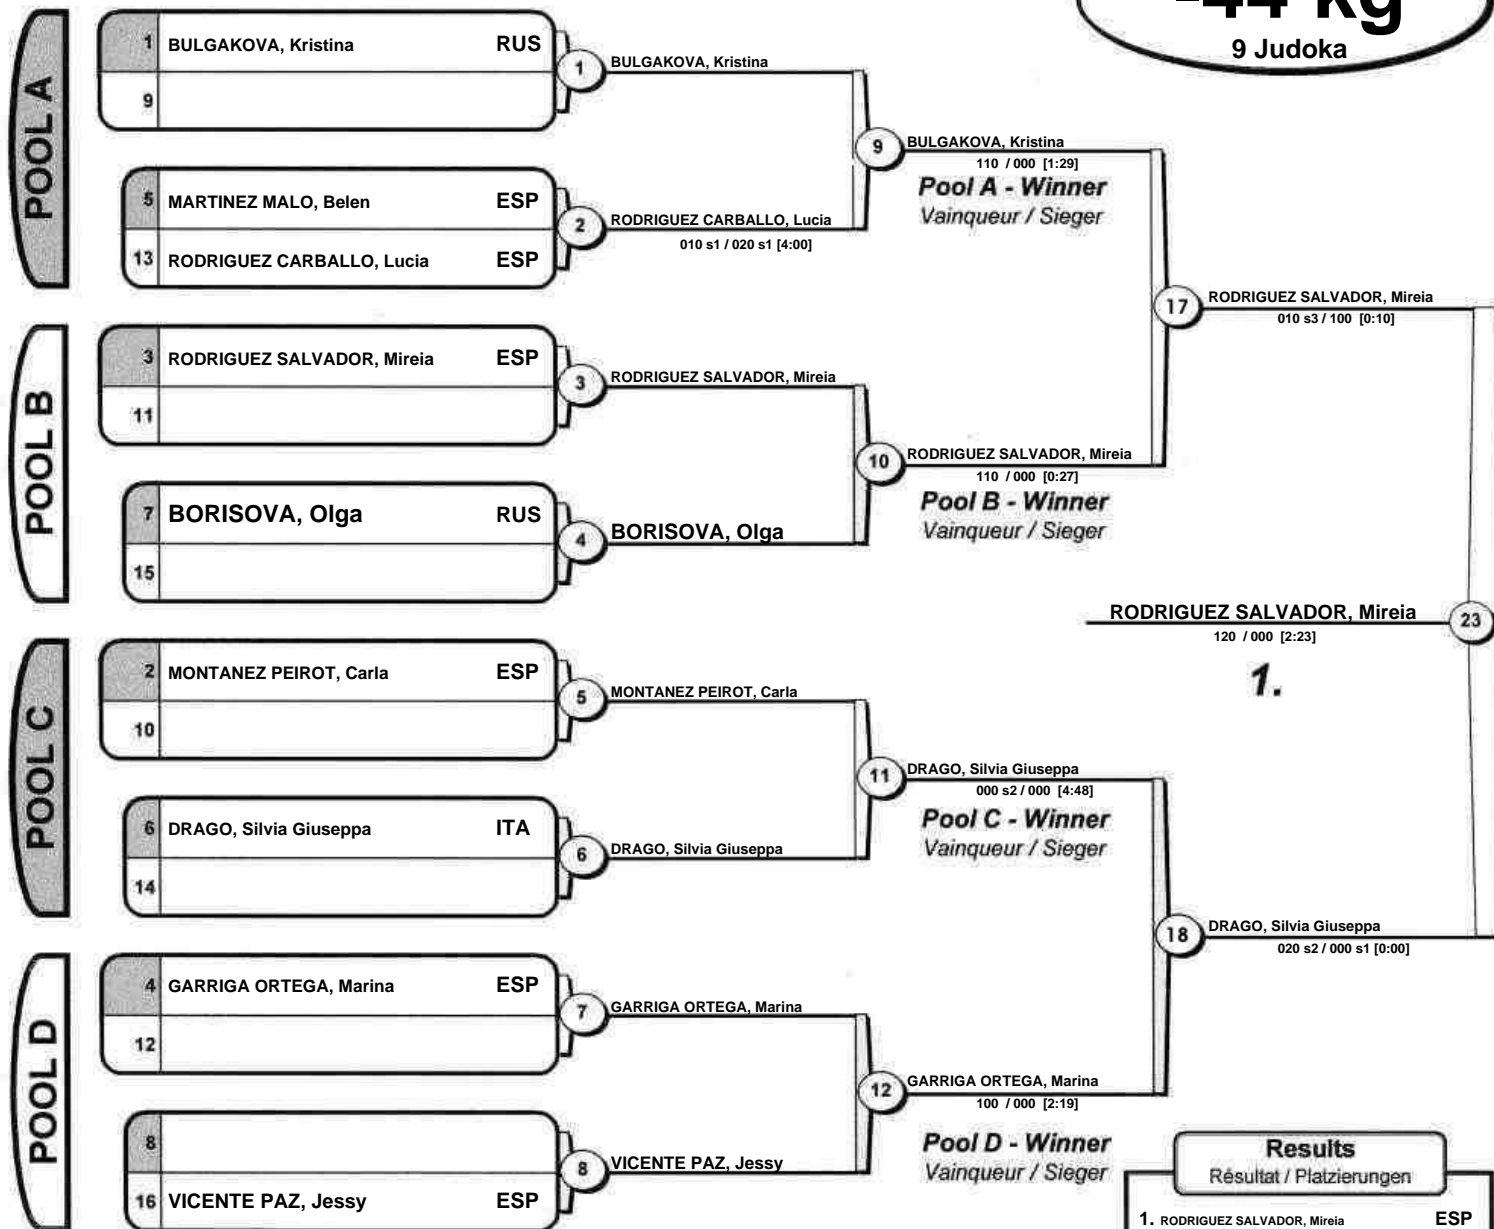 -44 kg
9 Judoka
POOL A
1 BULGAKOVA, Kristina RUS
9
1
BULGAKOVA, Kristina
5 MARTINEZ MALO, Belen ESP
13 RODRIGUEZ CARBALLO, Lucia ESP
2
RODRIGUEZ CARBALLO, Lucia
010 s1 / 020 s1 [4:00]
9
BULGAKOVA, Kristina
110 / 000 [1:29]
Pool A - Winner
Vainqueur / Sieger
17
RODRIGUEZ SALVADOR, Mireia
010 s3 / 100 [0:10]
POOL B
3 RODRIGUEZ SALVADOR, Mireia ESP
11
3
RODRIGUEZ SALVADOR, Mireia
7 BORISOVA, Olga RUS
15
4
BORISOVA, Olga
10
RODRIGUEZ SALVADOR, Mireia
110 / 000 [0:27]
Pool B - Winner
Vainqueur / Sieger
RODRIGUEZ SALVADOR, Mireia
23
120 / 000 [2:23]
1.
POOL C
2 MONTANEZ PEIROT, Carla ESP
10
5
MONTANEZ PEIROT, Carla
6 DRAGO, Silvia Giuseppa ITA
14
6
DRAGO, Silvia Giuseppa
11
DRAGO, Silvia Giuseppa
000 s2 / 000 [4:48]
Pool C - Winner
Vainqueur / Sieger
18
DRAGO, Silvia Giuseppa
020 s2 / 000 s1 [0:00]
POOL D
4 GARRIGA ORTEGA, Marina ESP
12
7
GARRIGA ORTEGA, Marina
8
16 VICENTE PAZ, Jessy ESP
8
VICENTE PAZ, Jessy
12
GARRIGA ORTEGA, Marina
100 / 000 [2:19]
Pool D - Winner
Vainqueur / Sieger
Results
Résultat / Platzierungen
1. RODRIGUEZ SALVADOR, Mireia ESP